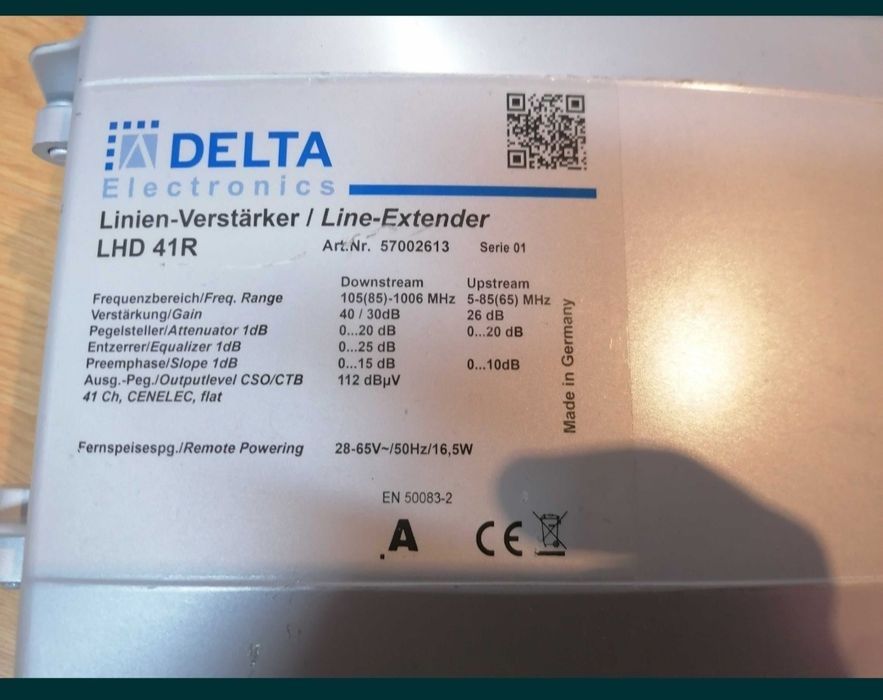 DELTA
Electronics
Linien-Verstärker / Line-Extender
LHD 41R Art.Nr. 57002613 Serie 01
Downstream Upstream
Frequenzbereich/Freq. Range 105(85)-1006 MHz 5-85(65) MHz
Verstärkung/Gain 40 / 30dB 26 dB
Pegelsteller/Attenuator 1dB 0...20 dB 0...20 dB
Entzerrer/Equalizer 1dB 0...25 dB
Preemphase/Slope 1dB 0...15 dB 0...10dB
Ausg.-Peg./Outputlevel CSO/CTB 112 dBµV
41 Ch, CENELEC, flat
Made in Germany
Fernspeisespg./Remote Powering 28-65V~/50Hz/16,5W
EN 50083-2
A CE